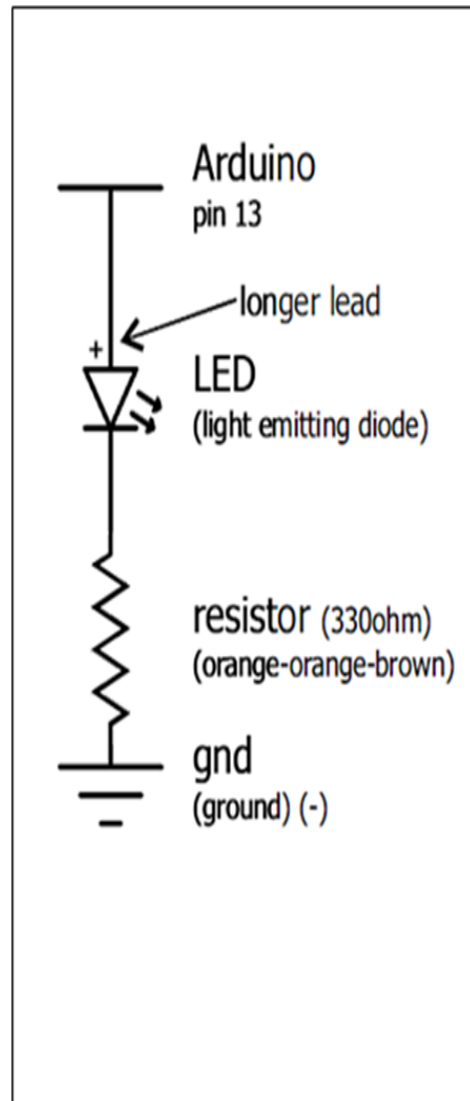 Arduino
pin 13
longer lead
+
LED
(light emitting diode)
resistor (330ohm)
(orange-orange-brown)
gnd
(ground) (-)